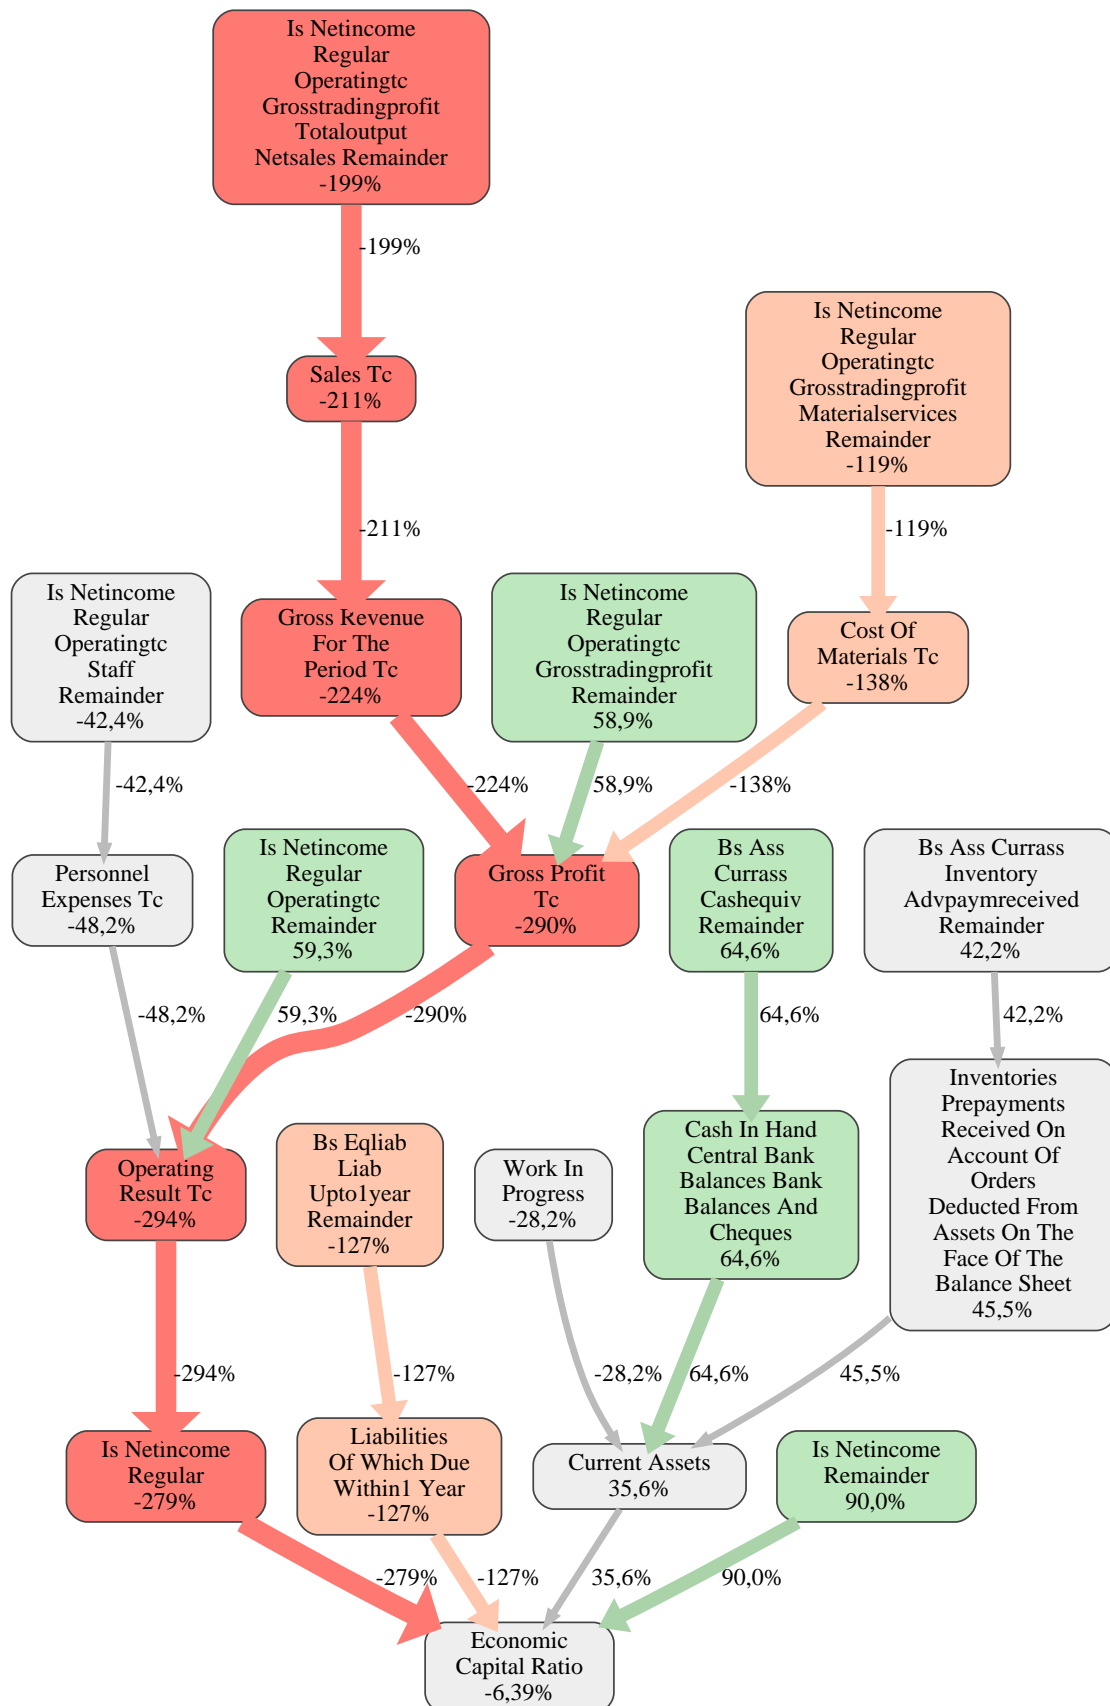 Is Netincome
Regular
Operatingtc
Grosstradingprofit
Totaloutput
Netsales Remainder
-199%
-199%
Is Netincome
Regular
Operatingtc
Grosstradingprofit
Materialservices
Remainder
-119%
Sales Tc
-211%
-211%
-119%
Is Netincome
Regular
Operatingtc
Staff
Remainder
-42,4%
Gross Revenue
For The
Period Tc
-224%
Is Netincome
Regular
Operatingtc
Grosstradingprofit
Remainder
58,9%
Cost Of
Materials Tc
-138%
-42,4%
-224%
58,9%
-138%
Personnel
Expenses Tc
-48,2%
Is Netincome
Regular
Operatingtc
Remainder
59,3%
Gross Profit
Tc
-290%
Bs Ass
Currass
Cashequiv
Remainder
64,6%
Bs Ass Currass
Inventory
Advpaymreceived
Remainder
42,2%
-48,2%
59,3%
-290%
64,6%
42,2%
Operating
Result Tc
-294%
Bs Eqliab
Liab
Upto1year
Remainder
-127%
Work In
Progress
-28,2%
Cash In Hand
Central Bank
Balances Bank
Balances And
Cheques
64,6%
Inventories
Prepayments
Received On
Account Of
Orders
Deducted From
Assets On The
Face Of The
Balance Sheet
45,5%
-294%
-127%
-28,2%
64,6%
45,5%
Is Netincome
Regular
-279%
Liabilities
Of Which Due
Within1 Year
-127%
Current Assets
35,6%
Is Netincome
Remainder
90,0%
-279%
-127%
35,6%
90,0%
Economic
Capital Ratio
-6,39%